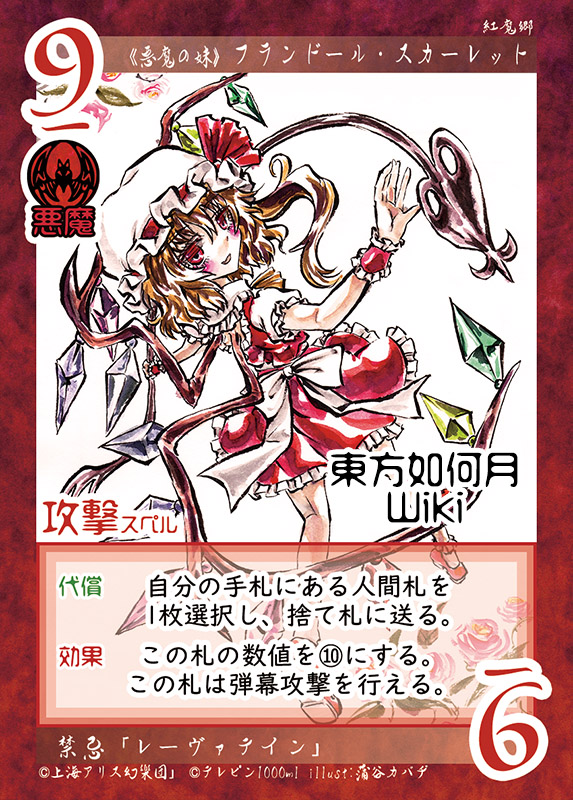 紅魔郷
9
《悪魔の妹》フランドール・スカーレット
悪魔
東方如何月
Wiki
攻撃スペル
代償 自分の手札にある人間札を
1枚選択し、捨て札に送る。
効果 この札の数値を⑩にする。
この札は弾幕攻撃を行える。
6
禁忌「レーヴァテイン」
©上海アリス幻樂団」 ©テレピン1000ml illust:蒲谷カバヂ